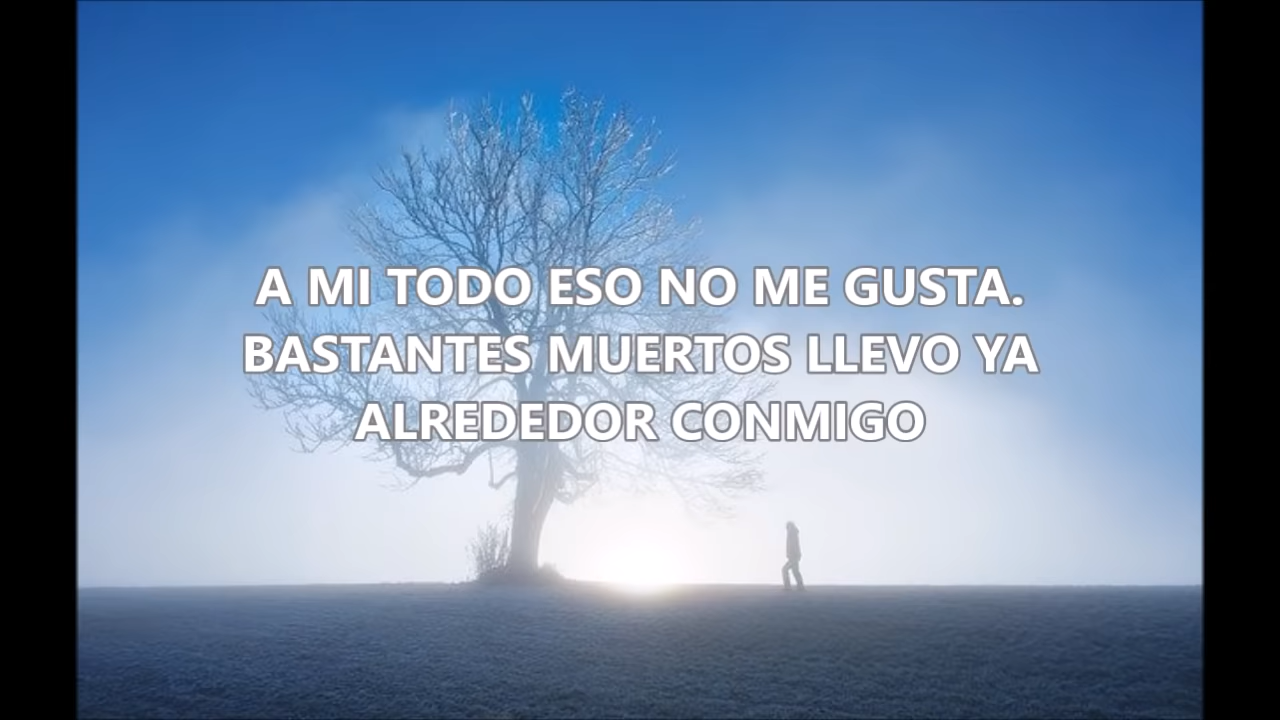 A MI TODO ESO NO ME GUSTA.
BASTANTES MUERTOS LLEVO YA
ALREDEDOR CONMIGO